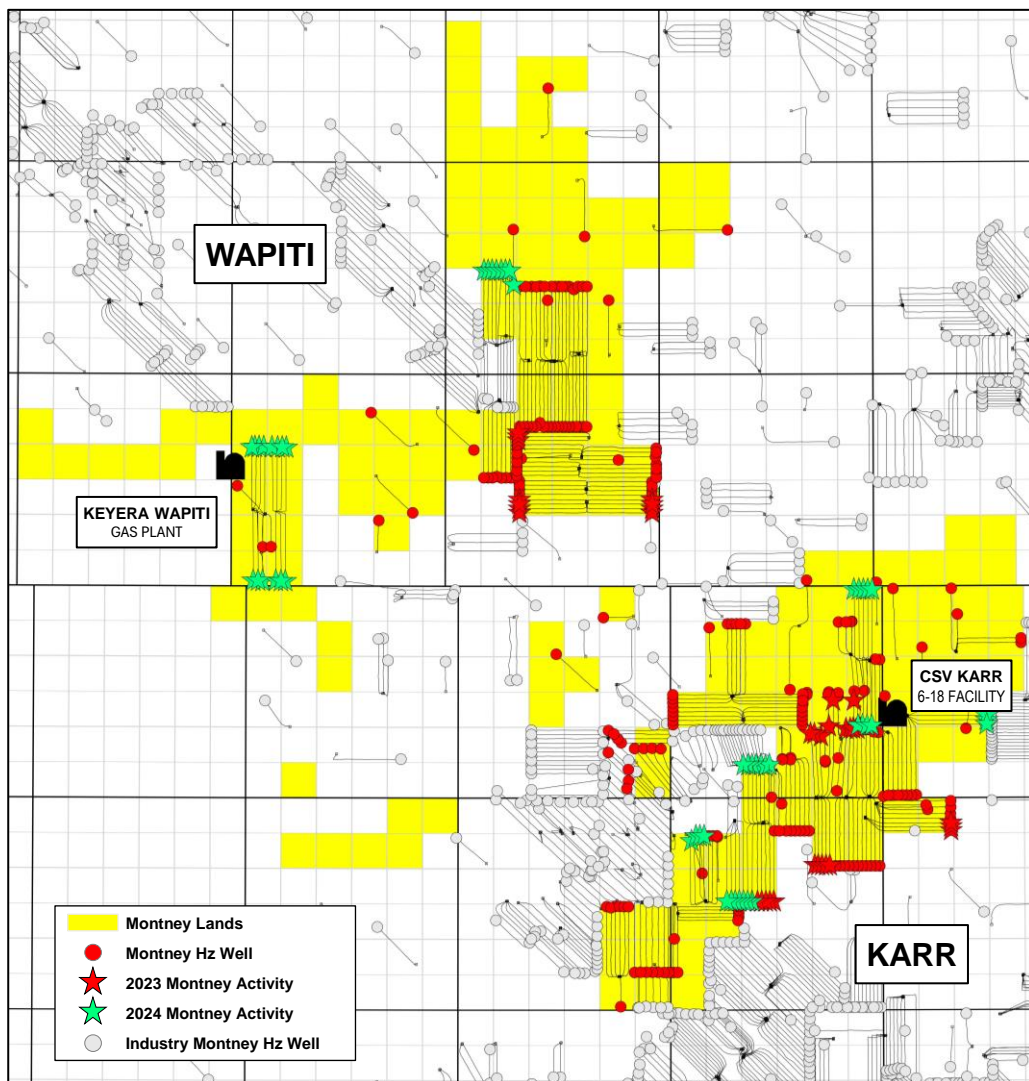 WAPITI
KEYERA WAPITI
GAS PLANT
CSV KARR
6-18 FACILITY
KARR
Montney Lands
Montney Hz Well
2023 Montney Activity
2024 Montney Activity
Industry Montney Hz Well